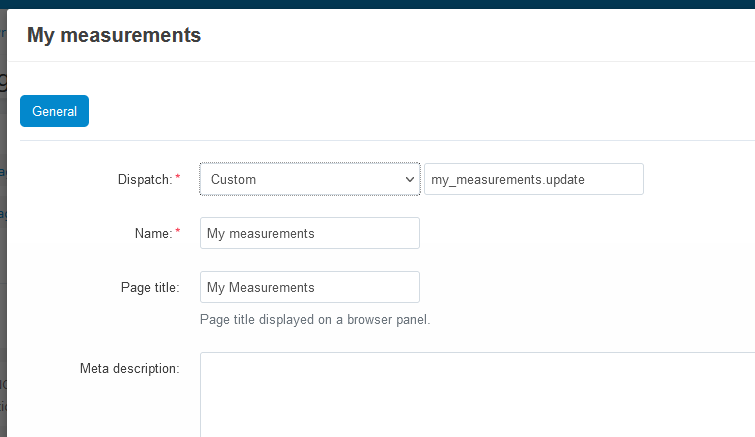 My measurements
General
Dispatch:* Custom my_measurements.update
Name:* My measurements
Page title: My Measurements
Page title displayed on a browser panel.
Meta description: